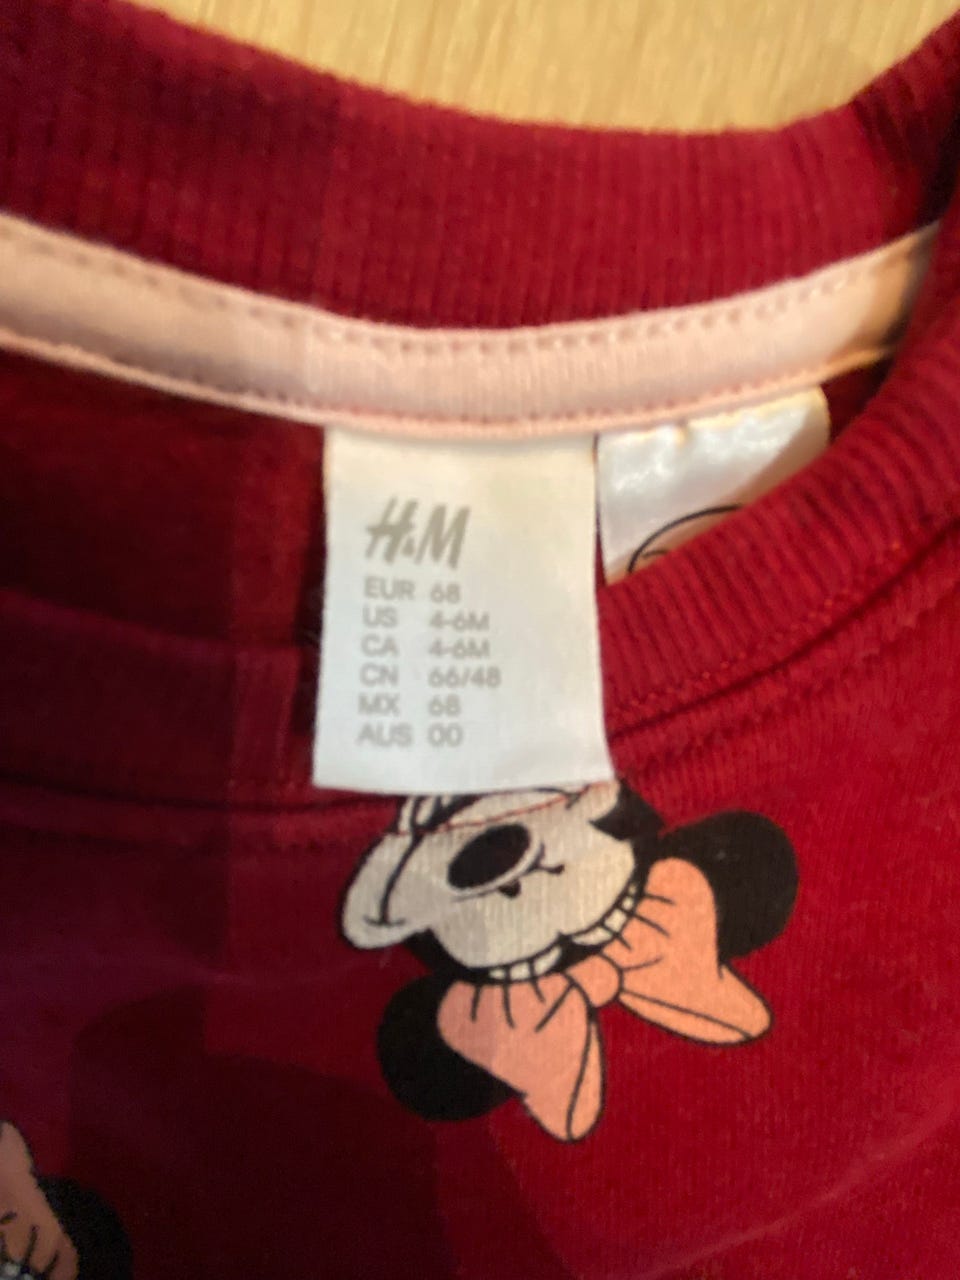 H&M
EUR 68
US 4-6M
CA 4-6M
CN 66/48
MX 68
AUS 00